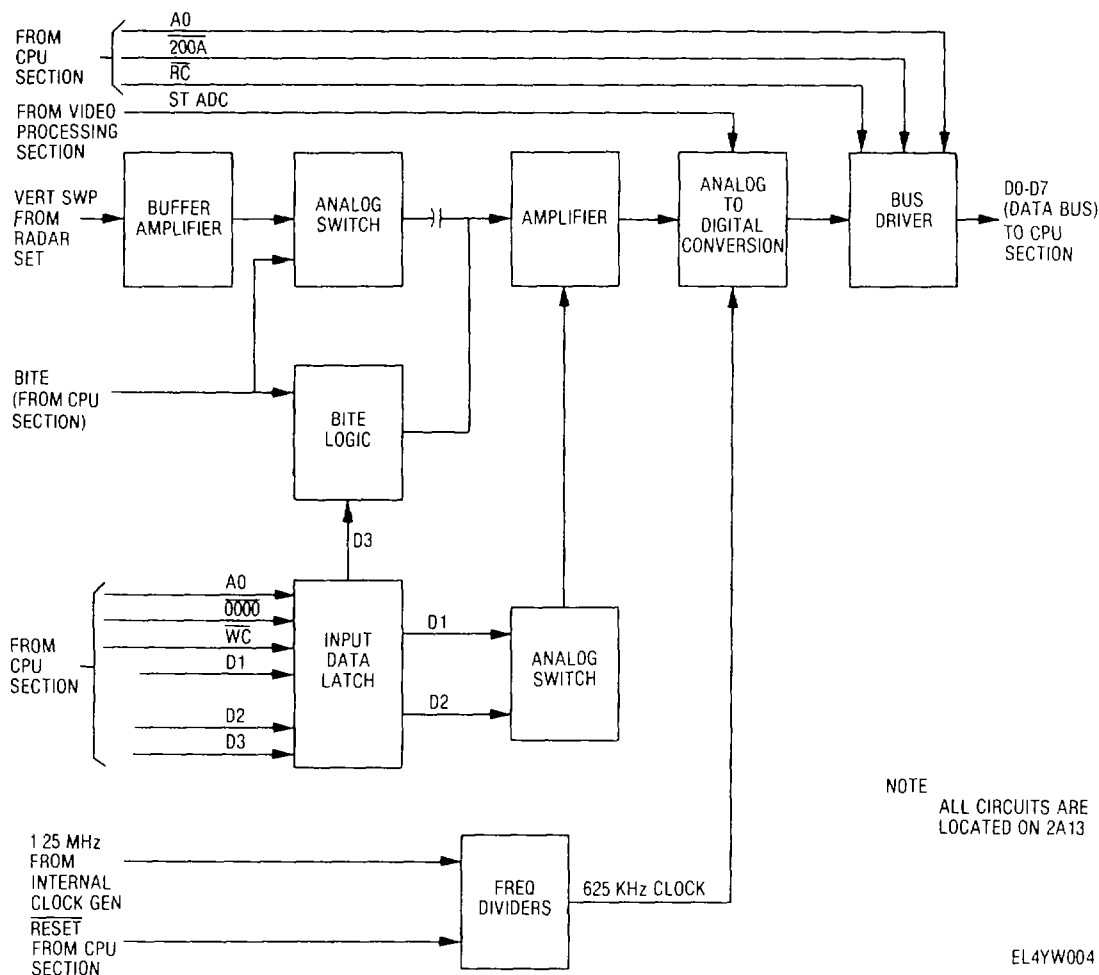 FROM
CPU
SECTION
A0
200A
RC
FROM VIDEO
PROCESSING
SECTION
ST ADC
VERT SWP
FROM
RADAR
SET
BUFFER
AMPLIFIER
ANALOG
SWITCH
AMPLIFIER
ANALOG
TO
DIGITAL
CONVERSION
BUS
DRIVER
D0-D7
(DATA BUS)
TO CPU
SECTION
BITE
(FROM CPU
SECTION)
BITE
LOGIC
D3
FROM
CPU
SECTION
A0
0000
WC
D1
D2
D3
INPUT
DATA
LATCH
D1
D2
ANALOG
SWITCH
NOTE
ALL CIRCUITS ARE
LOCATED ON 2A13
1 25 MHz
FROM
INTERNAL
CLOCK GEN
RESET
FROM CPU
SECTION
FREQ
DIVIDERS
625 KHz CLOCK
EL4YW004